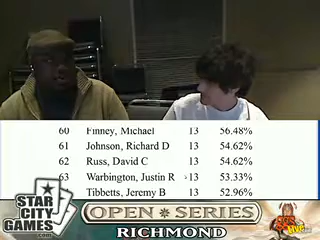 60 Finney, Michael 13 56.48%
61 Johnson, Richard D 13 54.62%
62 Russ, David C 13 54.62%
63 Warbington, Justin R 13 53.33%
Tibbetts, Jeremy B 13 52.96%
STAR
CITY
GAMES
.COM
OPEN SERIES
RICHMOND